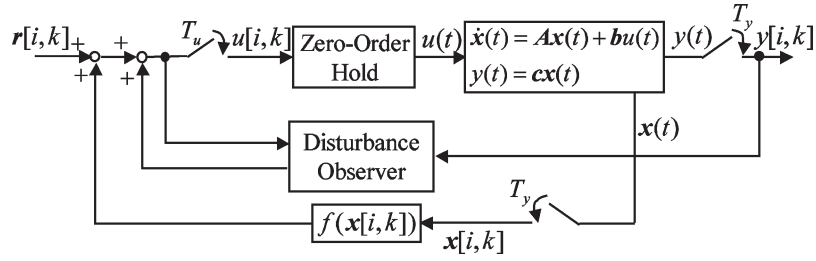 r[i,k]
+
+
+
+
T_u
u[i,k]
Zero-Order
Hold
u(t)
ẋ(t) = Ax(t) + bu(t)
y(t) = cx(t)
y(t)
T_y
y[i,k]
x(t)
Disturbance
Observer
T_y
f(x[i,k])
x[i,k]